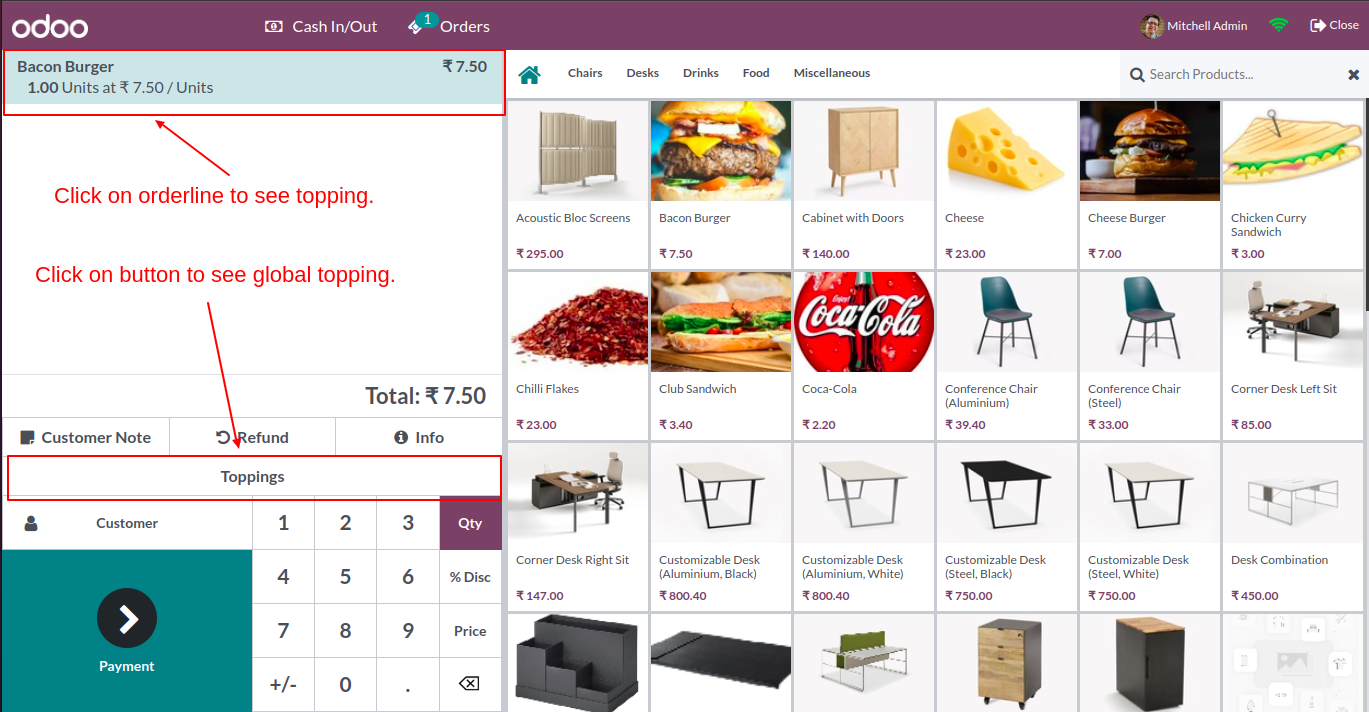 odoo
Cash In/Out
1
Orders
Mitchell Admin
Close
Bacon Burger
₹ 7.50
1.00 Units at ₹ 7.50 / Units
Click on orderline to see topping.
Click on button to see global topping.
Total: ₹ 7.50
Customer Note
Refund
Info
Toppings
Customer
1
2
3
Qty
4
5
6
% Disc
7
8
9
Price
+/-
0
.
Payment
Chairs
Desks
Drinks
Food
Miscellaneous
Search Products...
Acoustic Bloc Screens
₹ 295.00
Bacon Burger
₹ 7.50
Cabinet with Doors
₹ 140.00
Cheese
₹ 23.00
Cheese Burger
₹ 7.00
Chicken Curry
Sandwich
₹ 3.00
Chilli Flakes
₹ 23.00
Club Sandwich
₹ 3.40
Enjoy
Coca-Cola
Coca-Cola
₹ 2.20
Conference Chair
(Aluminium)
₹ 39.40
Conference Chair
(Steel)
₹ 33.00
Corner Desk Left Sit
₹ 85.00
Corner Desk Right Sit
₹ 147.00
Customizable Desk
(Aluminium, Black)
₹ 800.40
Customizable Desk
(Aluminium, White)
₹ 800.40
Customizable Desk
(Steel, Black)
₹ 750.00
Customizable Desk
(Steel, White)
₹ 750.00
Desk Combination
₹ 450.00